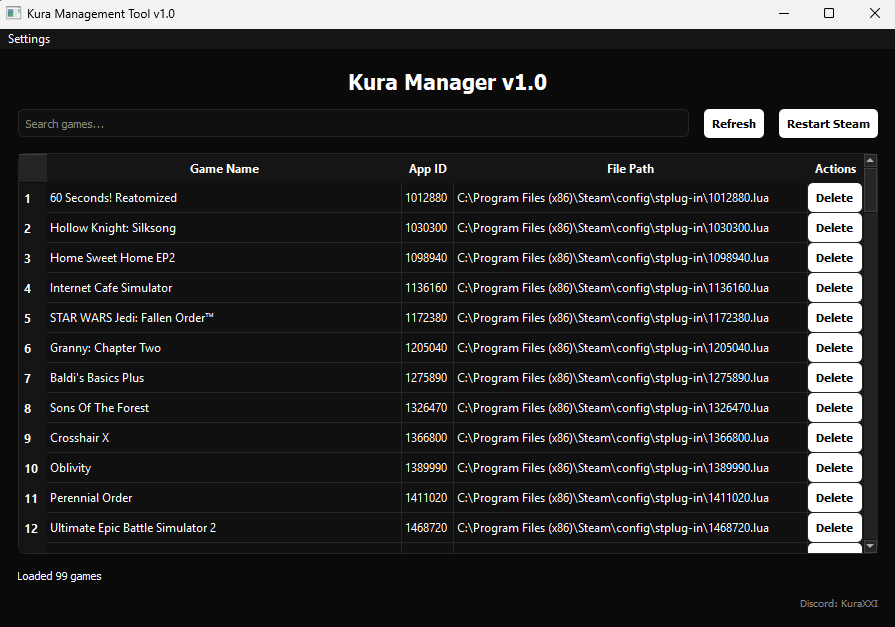 Kura Management Tool v1.0
Settings
Kura Manager v1.0
Search games...
Refresh
Restart Steam
Game Name App ID File Path Actions
1 60 Seconds! Reatomized 1012880 C:\Program Files (x86)\Steam\config\stplug-in\1012880.lua Delete
2 Hollow Knight: Silksong 1030300 C:\Program Files (x86)\Steam\config\stplug-in\1030300.lua Delete
3 Home Sweet Home EP2 1098940 C:\Program Files (x86)\Steam\config\stplug-in\1098940.lua Delete
4 Internet Cafe Simulator 1136160 C:\Program Files (x86)\Steam\config\stplug-in\1136160.lua Delete
5 STAR WARS Jedi: Fallen Order™ 1172380 C:\Program Files (x86)\Steam\config\stplug-in\1172380.lua Delete
6 Granny: Chapter Two 1205040 C:\Program Files (x86)\Steam\config\stplug-in\1205040.lua Delete
7 Baldi's Basics Plus 1275890 C:\Program Files (x86)\Steam\config\stplug-in\1275890.lua Delete
8 Sons Of The Forest 1326470 C:\Program Files (x86)\Steam\config\stplug-in\1326470.lua Delete
9 Crosshair X 1366800 C:\Program Files (x86)\Steam\config\stplug-in\1366800.lua Delete
10 Oblivity 1389990 C:\Program Files (x86)\Steam\config\stplug-in\1389990.lua Delete
11 Perennial Order 1411020 C:\Program Files (x86)\Steam\config\stplug-in\1411020.lua Delete
12 Ultimate Epic Battle Simulator 2 1468720 C:\Program Files (x86)\Steam\config\stplug-in\1468720.lua Delete
Loaded 99 games
Discord: KuraXXI